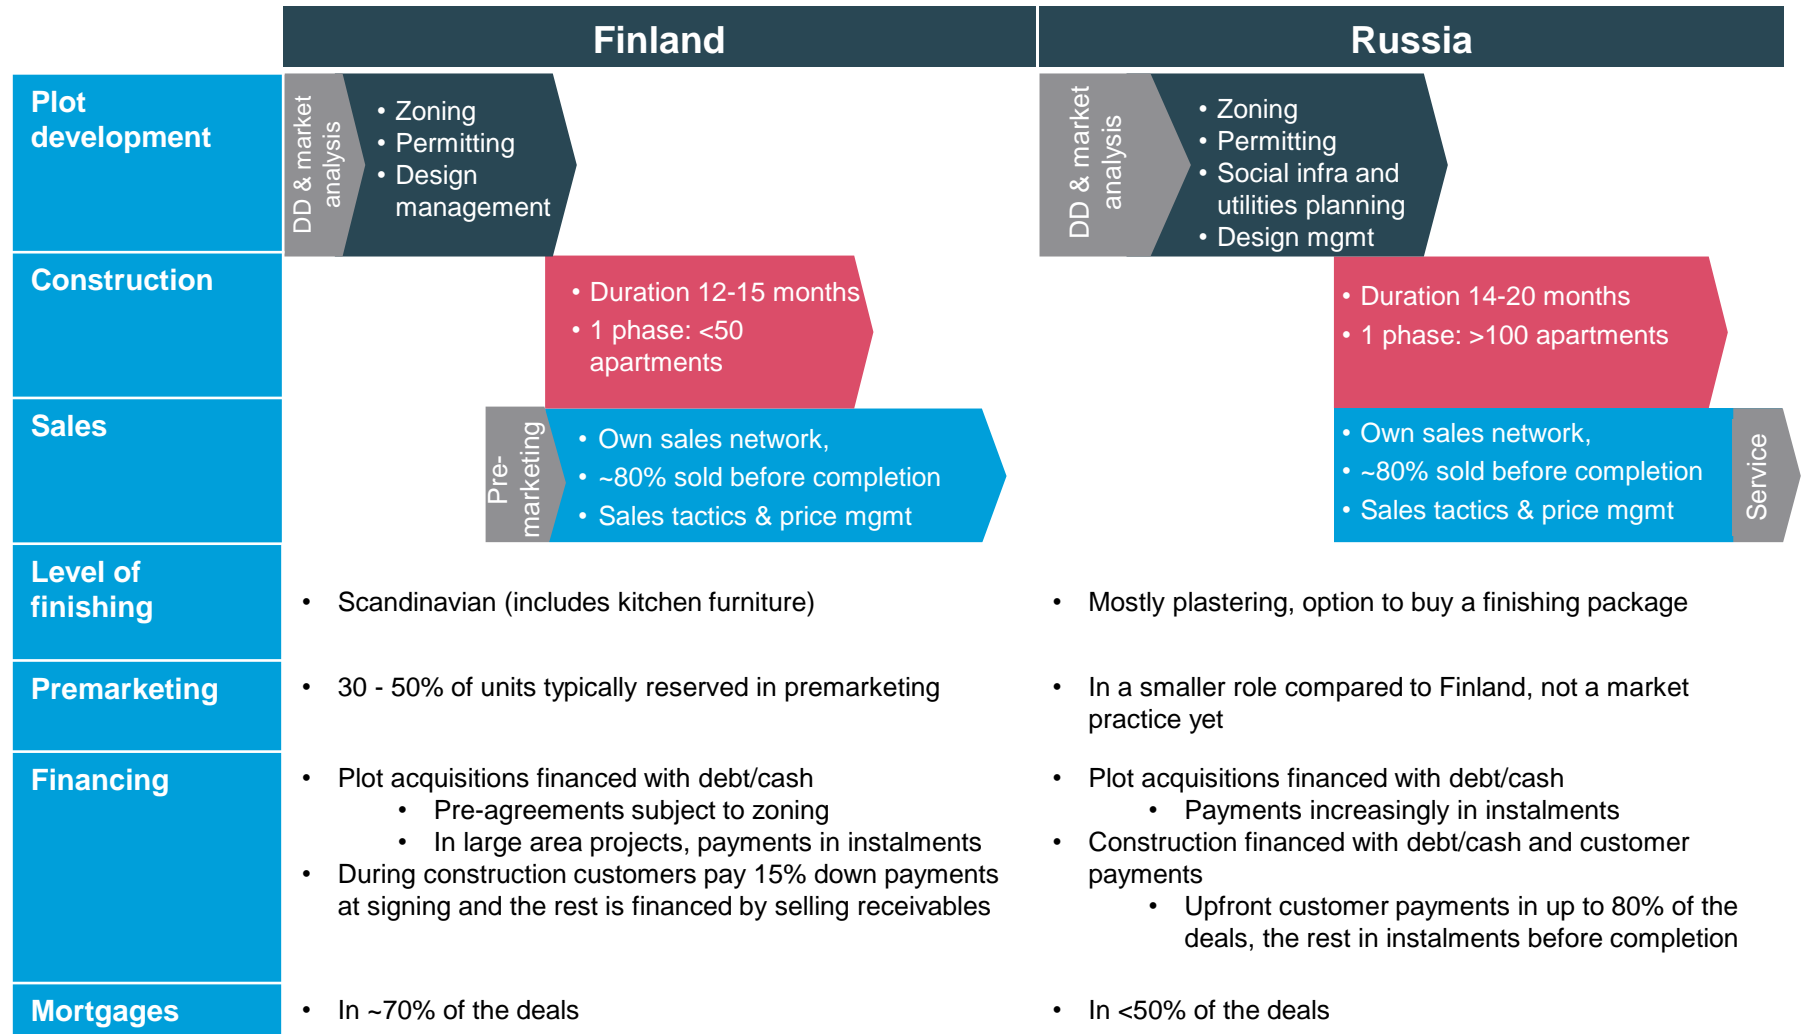 Finland
Russia
Plot
development
DD & market
analysis
• Zoning
• Permitting
• Design
management
DD & market
analysis
• Zoning
• Permitting
• Social infra and
utilities planning
• Design mgmt
Construction
• Duration 12-15 months
• 1 phase: <50
apartments
• Duration 14-20 months
• 1 phase: >100 apartments
Sales
Pre-
marketing
• Own sales network,
• ~80% sold before completion
• Sales tactics & price mgmt
• Own sales network,
• ~80% sold before completion
• Sales tactics & price mgmt
Service
Level of
finishing
• Scandinavian (includes kitchen furniture)
• Mostly plastering, option to buy a finishing package
Premarketing
• 30 - 50% of units typically reserved in premarketing
• In a smaller role compared to Finland, not a market
practice yet
Financing
• Plot acquisitions financed with debt/cash
• Pre-agreements subject to zoning
• In large area projects, payments in instalments
• During construction customers pay 15% down payments
at signing and the rest is financed by selling receivables
• Plot acquisitions financed with debt/cash
• Payments increasingly in instalments
• Construction financed with debt/cash and customer
payments
• Upfront customer payments in up to 80% of the
deals, the rest in instalments before completion
Mortgages
• In ~70% of the deals
• In <50% of the deals